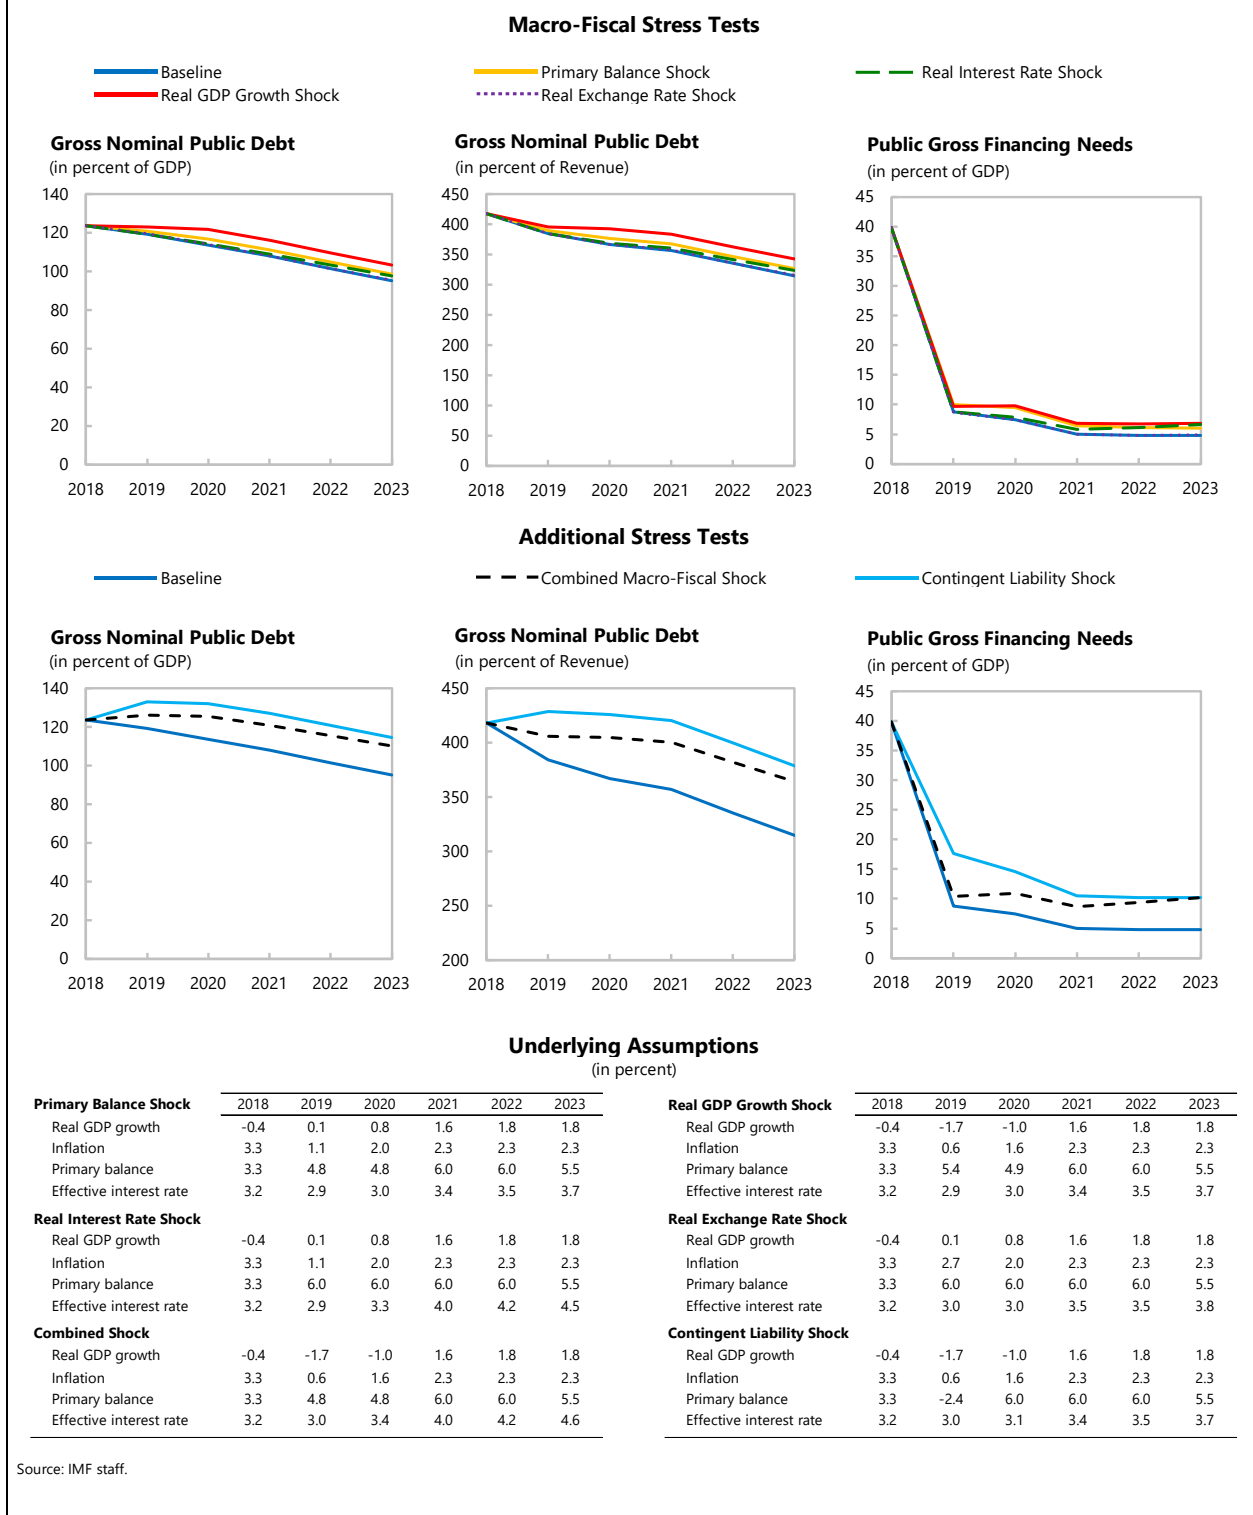 Macro-Fiscal Stress Tests
Baseline
Primary Balance Shock
Real Interest Rate Shock
Real GDP Growth Shock
Real Exchange Rate Shock
Gross Nominal Public Debt
(in percent of GDP)
140
120
100
80
60
40
20
0
2018 2019 2020 2021 2022 2023
Gross Nominal Public Debt
(in percent of Revenue)
450
400
350
300
250
200
150
100
50
0
2018 2019 2020 2021 2022 2023
Public Gross Financing Needs
(in percent of GDP)
45
40
35
30
25
20
15
10
5
0
2018 2019 2020 2021 2022 2023
Additional Stress Tests
Baseline
Combined Macro-Fiscal Shock
Contingent Liability Shock
Gross Nominal Public Debt
(in percent of GDP)
140
120
100
80
60
40
20
0
2018 2019 2020 2021 2022 2023
Gross Nominal Public Debt
(in percent of Revenue)
450
400
350
300
250
200
2018 2019 2020 2021 2022 2023
Public Gross Financing Needs
(in percent of GDP)
45
40
35
30
25
20
15
10
5
0
2018 2019 2020 2021 2022 2023
Underlying Assumptions
(in percent)
Primary Balance Shock 2018 2019 2020 2021 2022 2023
Real GDP growth -0.4 0.1 0.8 1.6 1.8 1.8
Inflation 3.3 1.1 2.0 2.3 2.3 2.3
Primary balance 3.3 4.8 4.8 6.0 6.0 5.5
Effective interest rate 3.2 2.9 3.0 3.4 3.5 3.7
Real Interest Rate Shock
Real GDP growth -0.4 0.1 0.8 1.6 1.8 1.8
Inflation 3.3 1.1 2.0 2.3 2.3 2.3
Primary balance 3.3 6.0 6.0 6.0 6.0 5.5
Effective interest rate 3.2 2.9 3.3 4.0 4.2 4.5
Combined Shock
Real GDP growth -0.4 -1.7 -1.0 1.6 1.8 1.8
Inflation 3.3 0.6 1.6 2.3 2.3 2.3
Primary balance 3.3 4.8 4.8 6.0 6.0 5.5
Effective interest rate 3.2 3.0 3.4 4.0 4.2 4.6
Real GDP Growth Shock 2018 2019 2020 2021 2022 2023
Real GDP growth -0.4 -1.7 -1.0 1.6 1.8 1.8
Inflation 3.3 0.6 1.6 2.3 2.3 2.3
Primary balance 3.3 5.4 4.9 6.0 6.0 5.5
Effective interest rate 3.2 2.9 3.0 3.4 3.5 3.7
Real Exchange Rate Shock
Real GDP growth -0.4 0.1 0.8 1.6 1.8 1.8
Inflation 3.3 2.7 2.0 2.3 2.3 2.3
Primary balance 3.3 6.0 6.0 6.0 6.0 5.5
Effective interest rate 3.2 3.0 3.0 3.5 3.5 3.8
Contingent Liability Shock
Real GDP growth -0.4 -1.7 -1.0 1.6 1.8 1.8
Inflation 3.3 0.6 1.6 2.3 2.3 2.3
Primary balance 3.3 -2.4 6.0 6.0 6.0 5.5
Effective interest rate 3.2 3.0 3.1 3.4 3.5 3.7
Source: IMF staff.